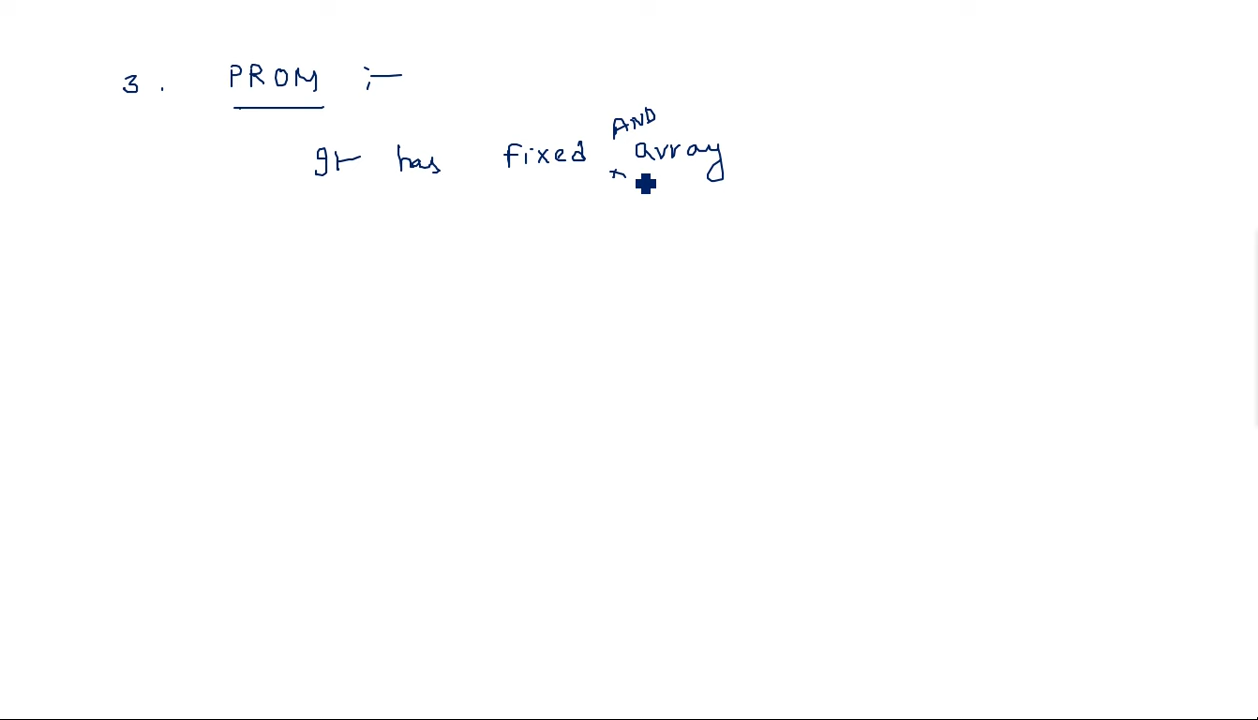 3. PROM :-
It has fixed AND array